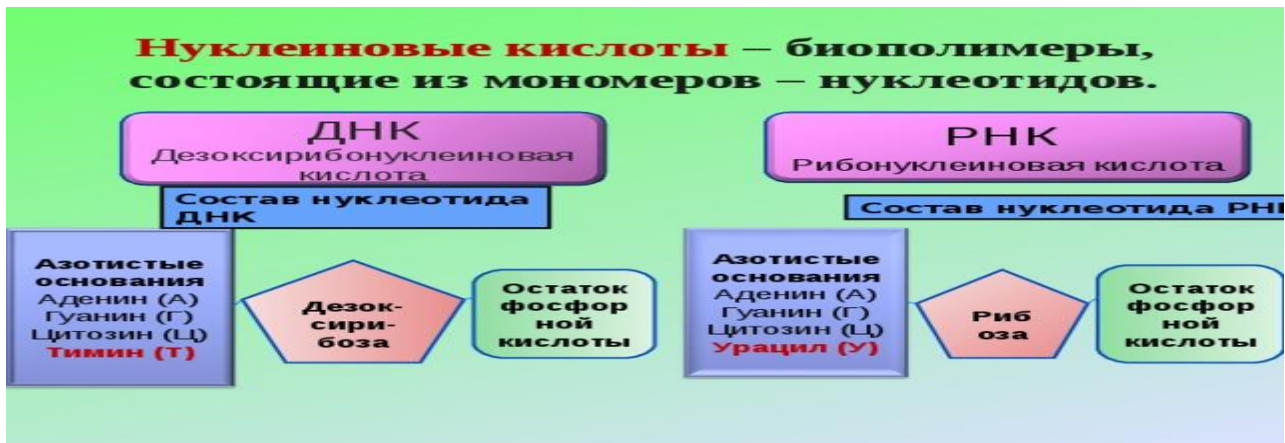 Нуклеиновые кислоты – биополимеры,
состоящие из мономеров – нуклеотидов.
ДНК
Дезоксирибонуклеиновая
кислота
Состав нуклеотида
ДНК
Азотистые
основания
Аденин (А)
Гуанин (Г)
Цитозин (Ц)
Тимин (Т)
Дезок-
сири-
боза
Остаток
фосфор
ной
кислоты
РНК
Рибонуклеиновая кислота
Состав нуклеотида РНК
Азотистые
основания
Аденин (А)
Гуанин (Г)
Цитозин (Ц)
Урацил (У)
Риб
оза
Остаток
фосфор
ной
кислоты